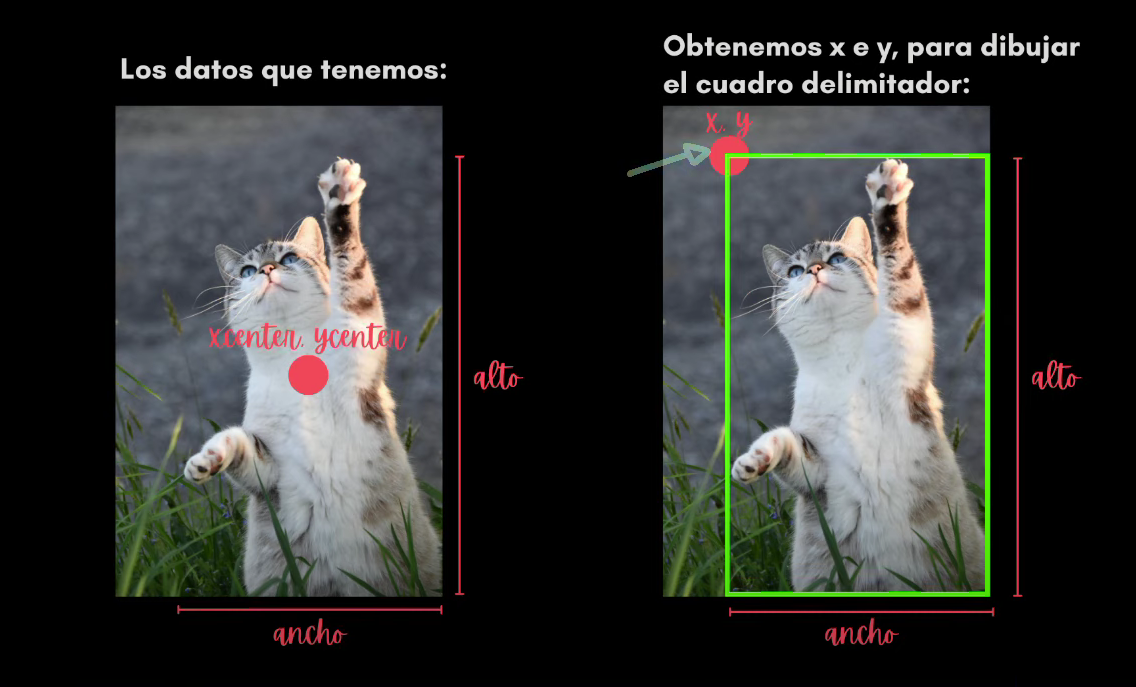 Los datos que tenemos:
xcenter, ycenter
alto
ancho
Obtenemos x e y, para dibujar
el cuadro delimitador:
x, y
alto
ancho